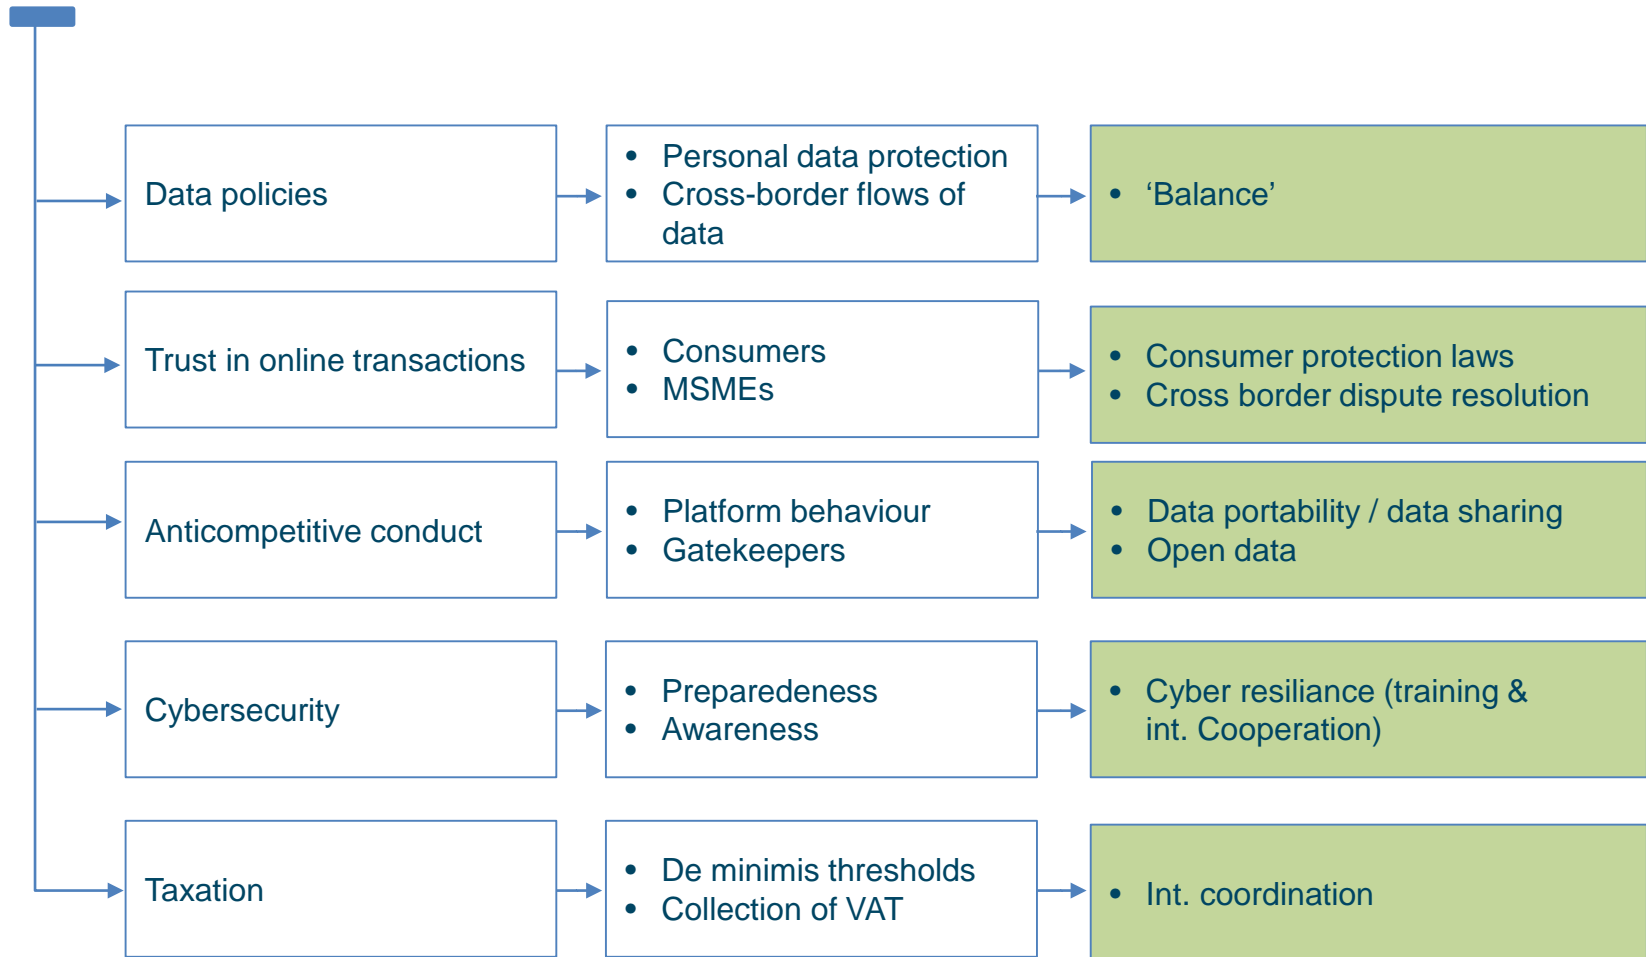 Data policies
• Personal data protection
• Cross-border flows of
data
• ‘Balance’
Trust in online transactions
• Consumers
• MSMEs
• Consumer protection laws
• Cross border dispute resolution
Anticompetitive conduct
• Platform behaviour
• Gatekeepers
• Data portability / data sharing
• Open data
Cybersecurity
• Preparedeness
• Awareness
• Cyber resiliance (training &
int. Cooperation)
Taxation
• De minimis thresholds
• Collection of VAT
• Int. coordination